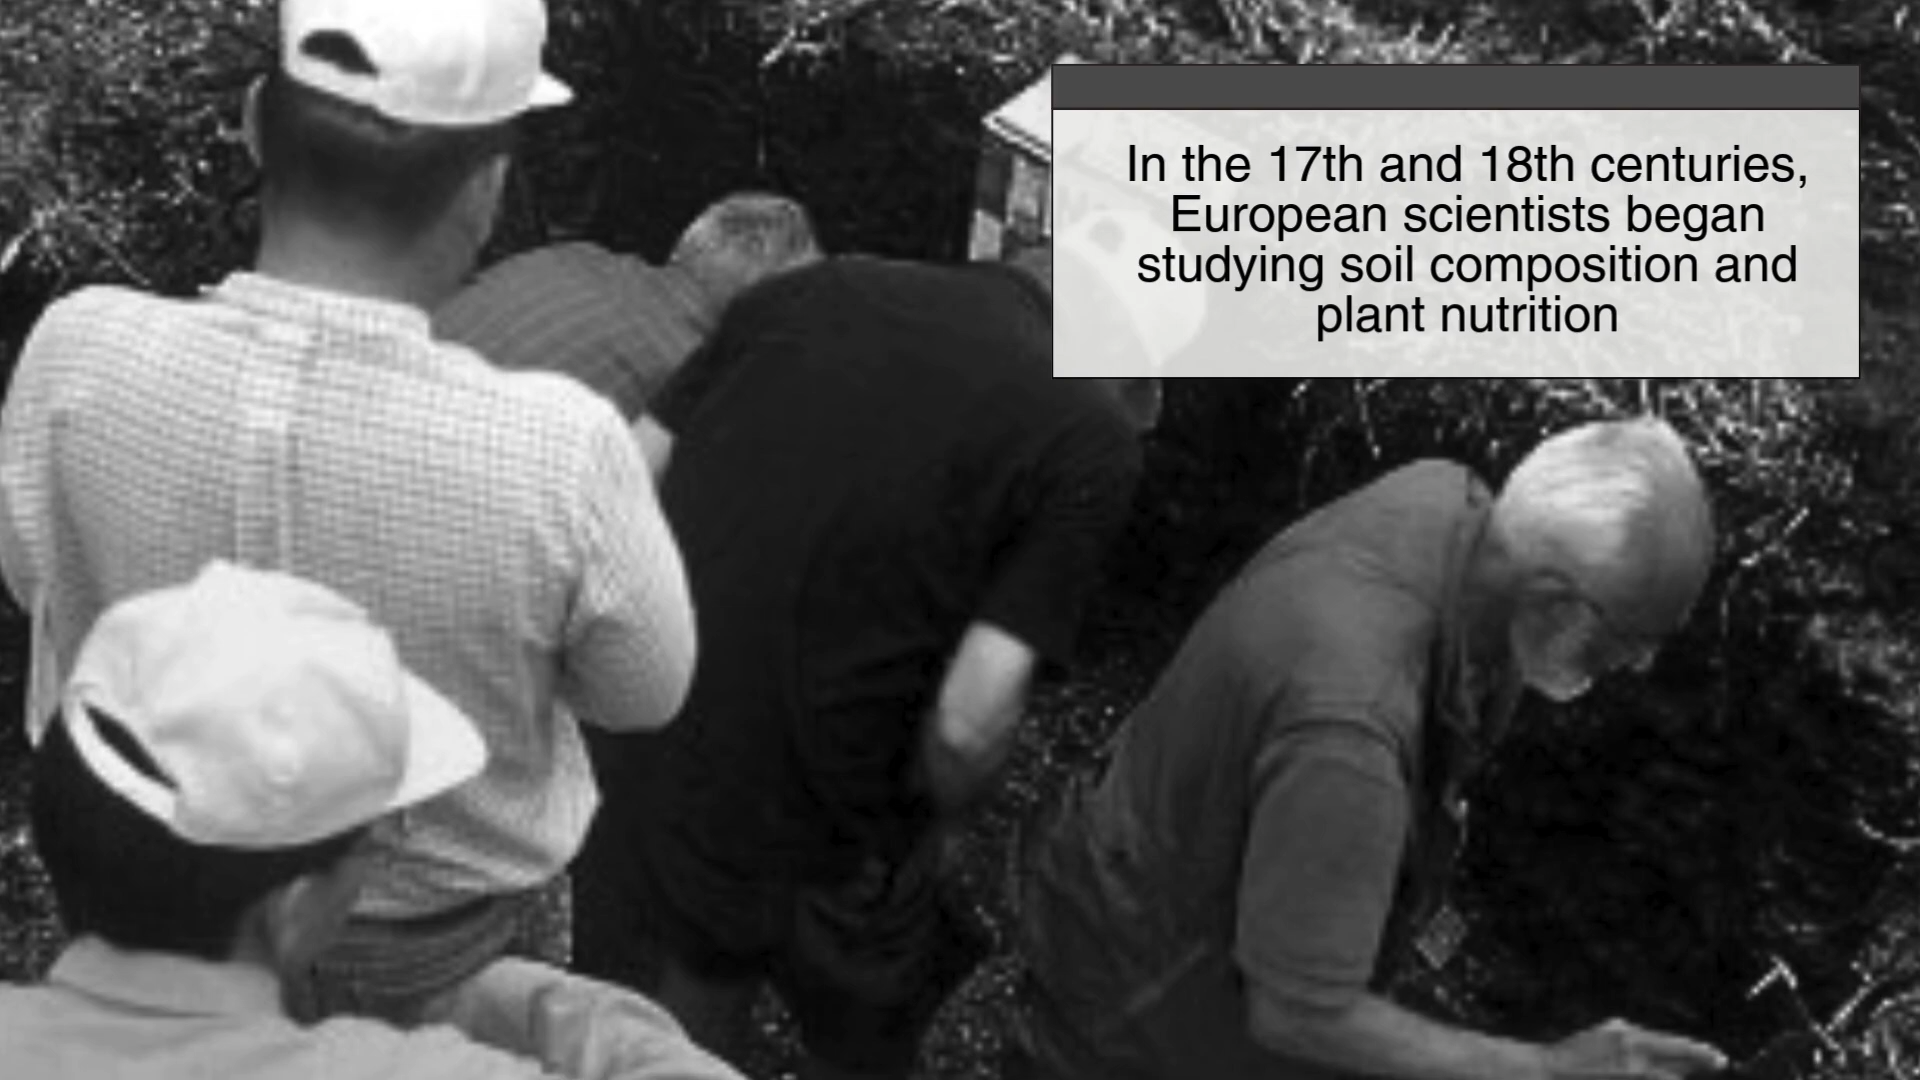 In the 17th and 18th centuries,
European scientists began
studying soil composition and
plant nutrition